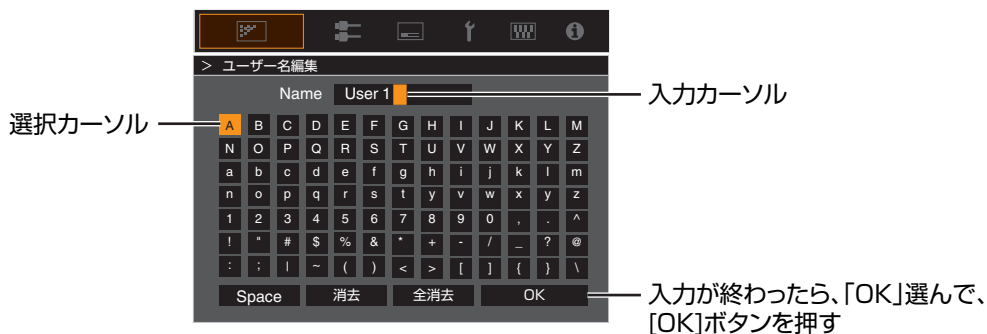 > ユーザー名編集
Name User 1
入力カーソル
選択カーソル
A B C D E F G H I J K L M
N O P Q R S T U V W X Y Z
a b c d e f g h i j k l m
n o p q r s t y v w x y z
1 2 3 4 5 6 7 8 9 0 , . ^
! " # $ % & * + - / _ ? @
: ; | ~ ( ) < > [ ] { } \
Space 消去 全消去 OK
入力が終わったら、「OK」選んで、
[OK]ボタンを押す